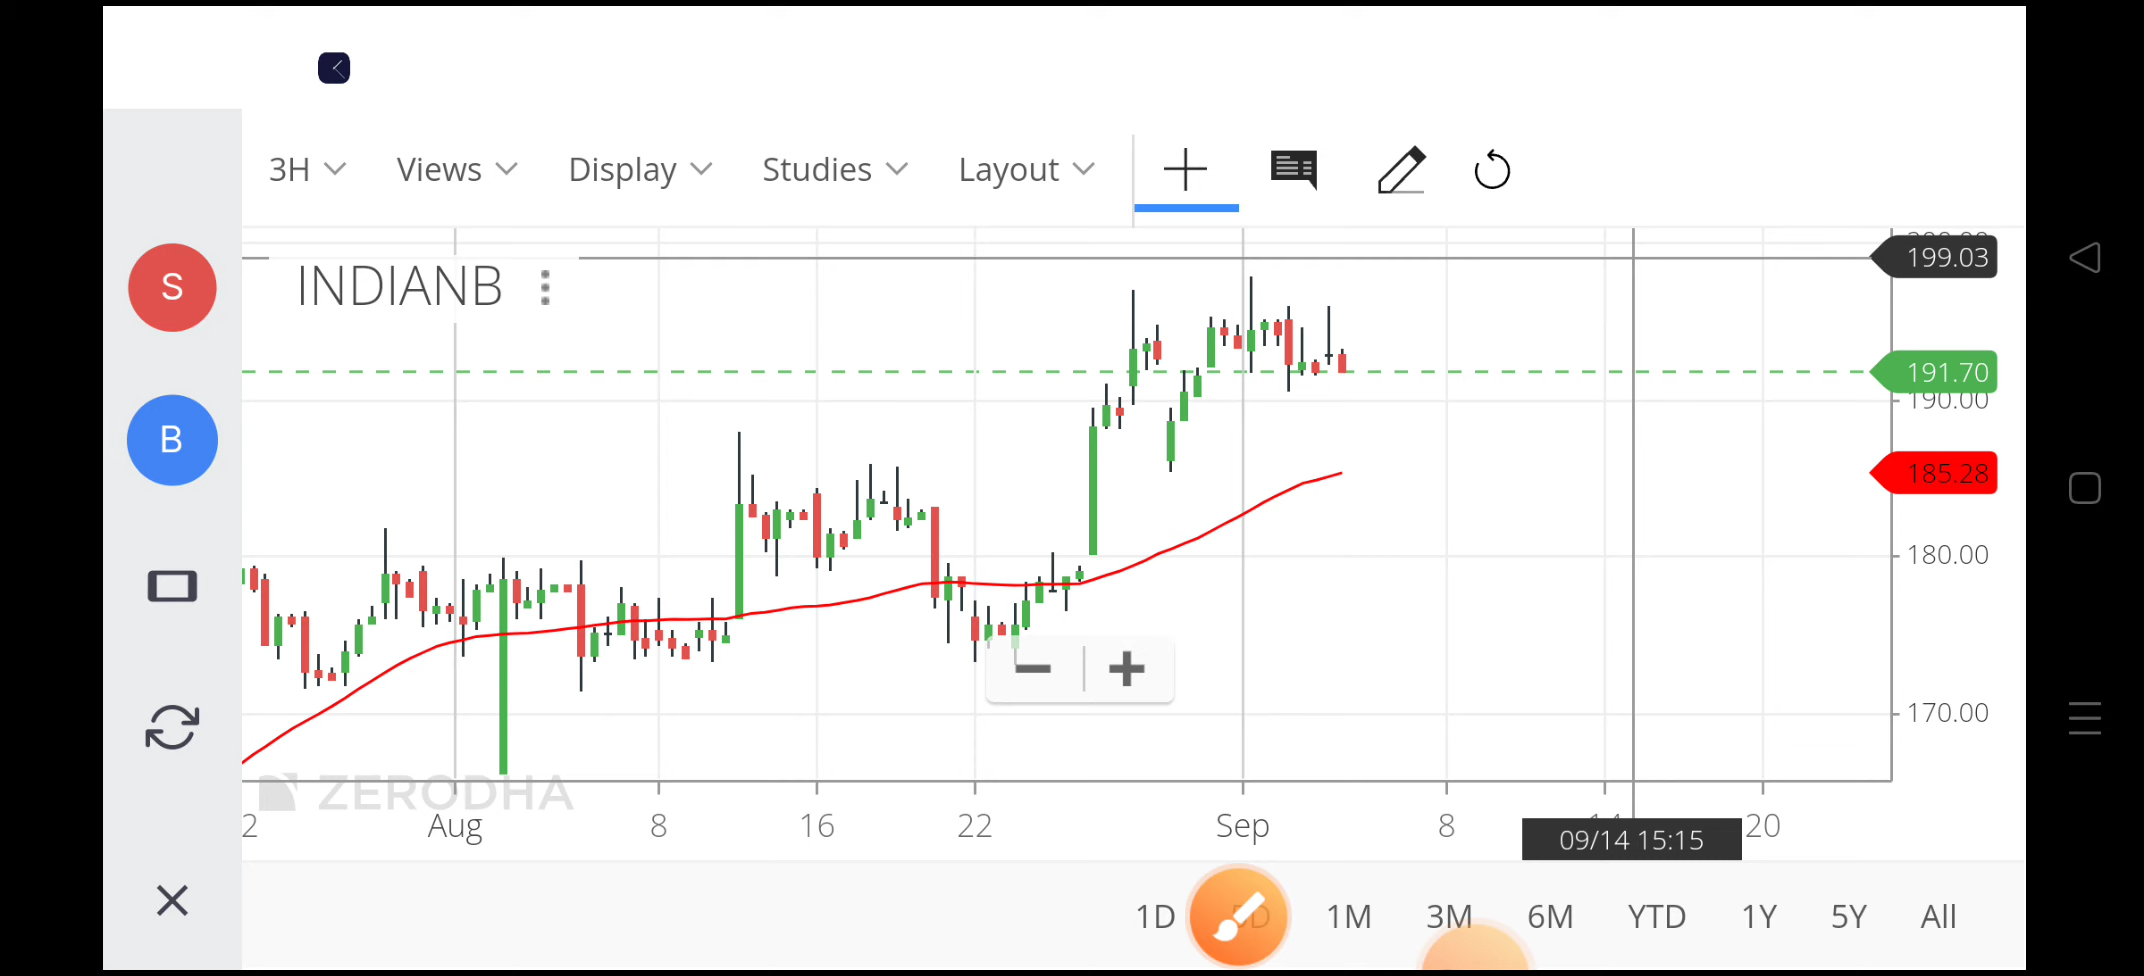 3H Views Display Studies Layout
INDIANB
199.03
191.70
190.00
185.28
180.00
170.00
S
B
ZERODHA
2 Aug 8 16 22 Sep 8 20
09/14 15:15
1D 5D 1M 3M 6M YTD 1Y 5Y All